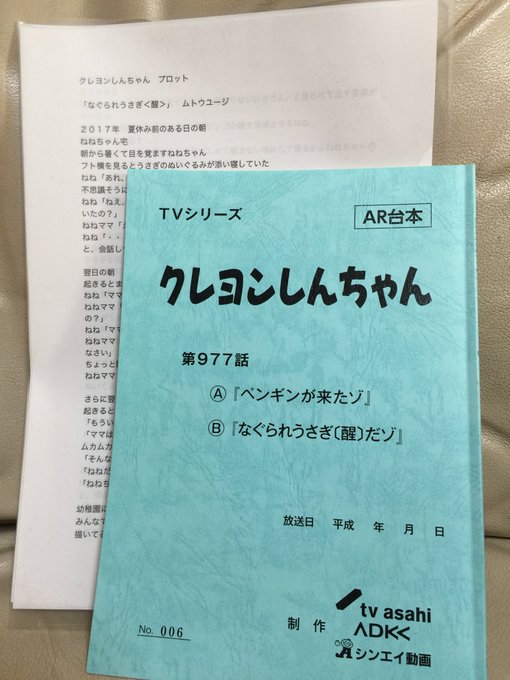 クレヨンしんちゃん プロット
「なぐられうさぎ＜醒＞」 ムトウユージ
2017年 夏休み前のある日の朝
ねねちゃん宅
朝から暑くて目を覚ますねねちゃん
フト横を見るとうさぎのぬいぐるみが添い寝していた
ねね「あれ、
不思議そうに
ねね「ねえ、
いたの？」
ねねママ「
ねね「・・
と、会話し
翌日の朝
起きるとま
ねね「ママ
ねね「ママ
の？」
ねね「マ
ねねママ
なさい」
ちょっと
ねねママ
さらに翌
起きると
「もうい
「ママは
ムカムカ
「そんな
「ねねだ
「ねねち
幼稚園に
みんなで
描いてる
TVシリーズ
AR台本
クレヨンしんちゃん
第977話
Ⓐ『ペンギンが来たゾ』
Ⓑ『なぐられうさぎ〔醒〕だゾ』
放送日 平成 年 月 日
制作
tv asahi
ADK
シンエイ動画
No. 006